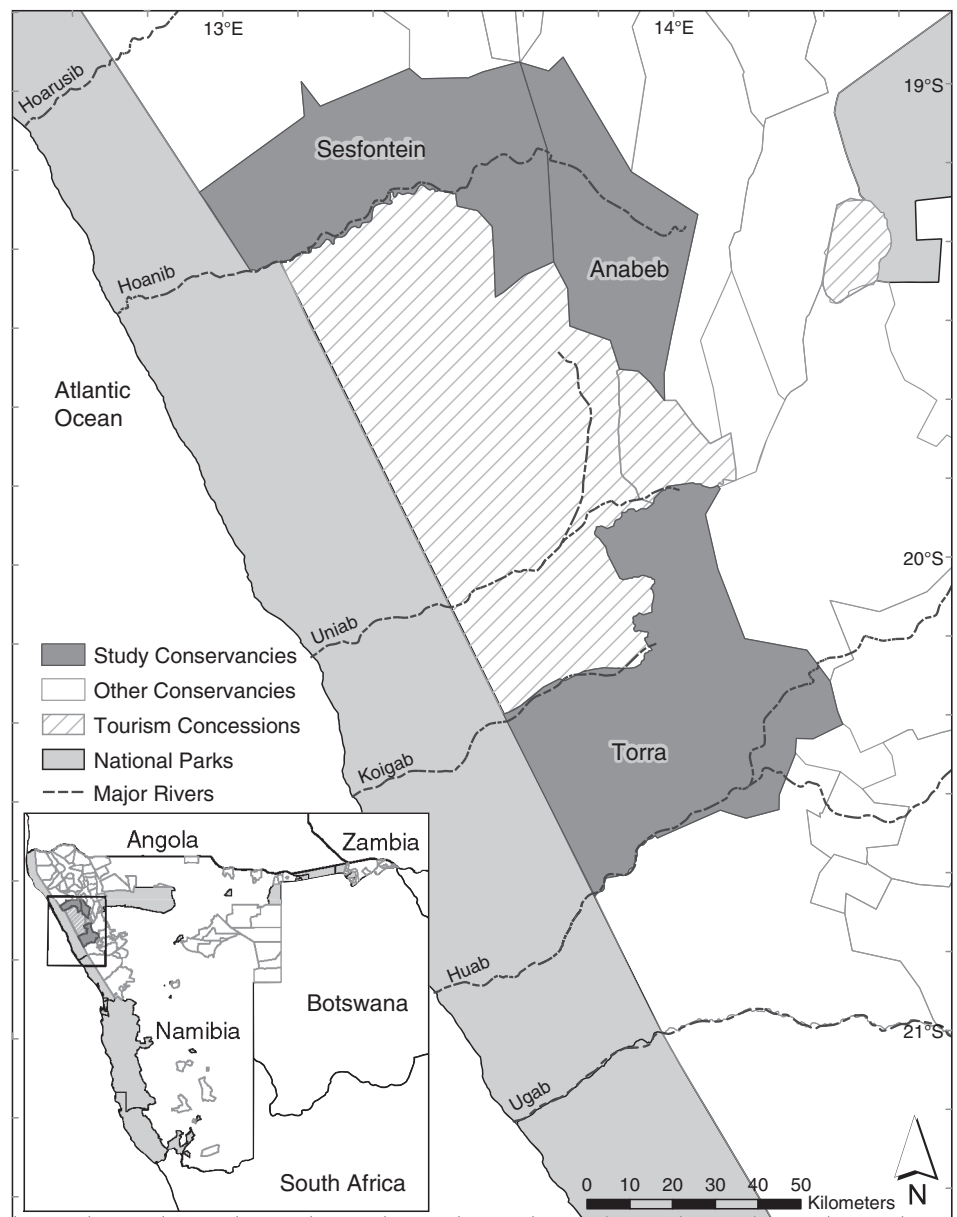 13°E
14°E
19°S
Hoarusib
Sesfontein
Hoanib
Anabeb
Atlantic
Ocean
20°S
Uniab
Study Conservancies
Other Conservancies
Tourism Concessions
National Parks
Major Rivers
Koigab
Torra
Angola
Zambia
Huab
Botswana
Namibia
21°S
Ugab
South Africa
0 10 20 30 40 50
Kilometers
N